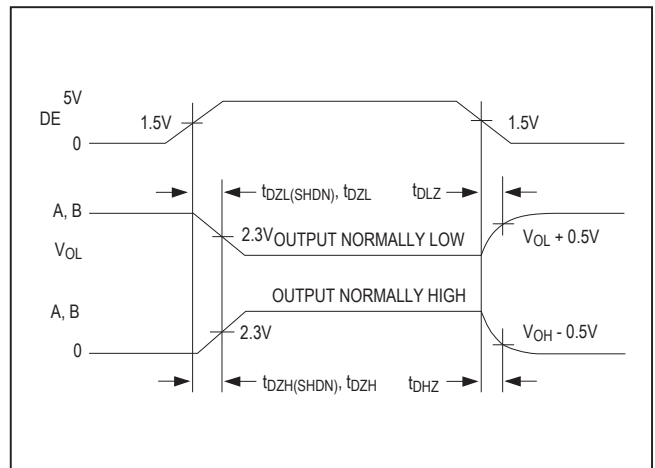 5V
DE
1.5V
1.5V
0
tDZL(SHDN), tDZL
tDLZ
A, B
2.3V OUTPUT NORMALLY LOW
VOL + 0.5V
VOL
OUTPUT NORMALLY HIGH
A, B
2.3V
VOH - 0.5V
0
tDZH(SHDN), tDZH
tDHZ